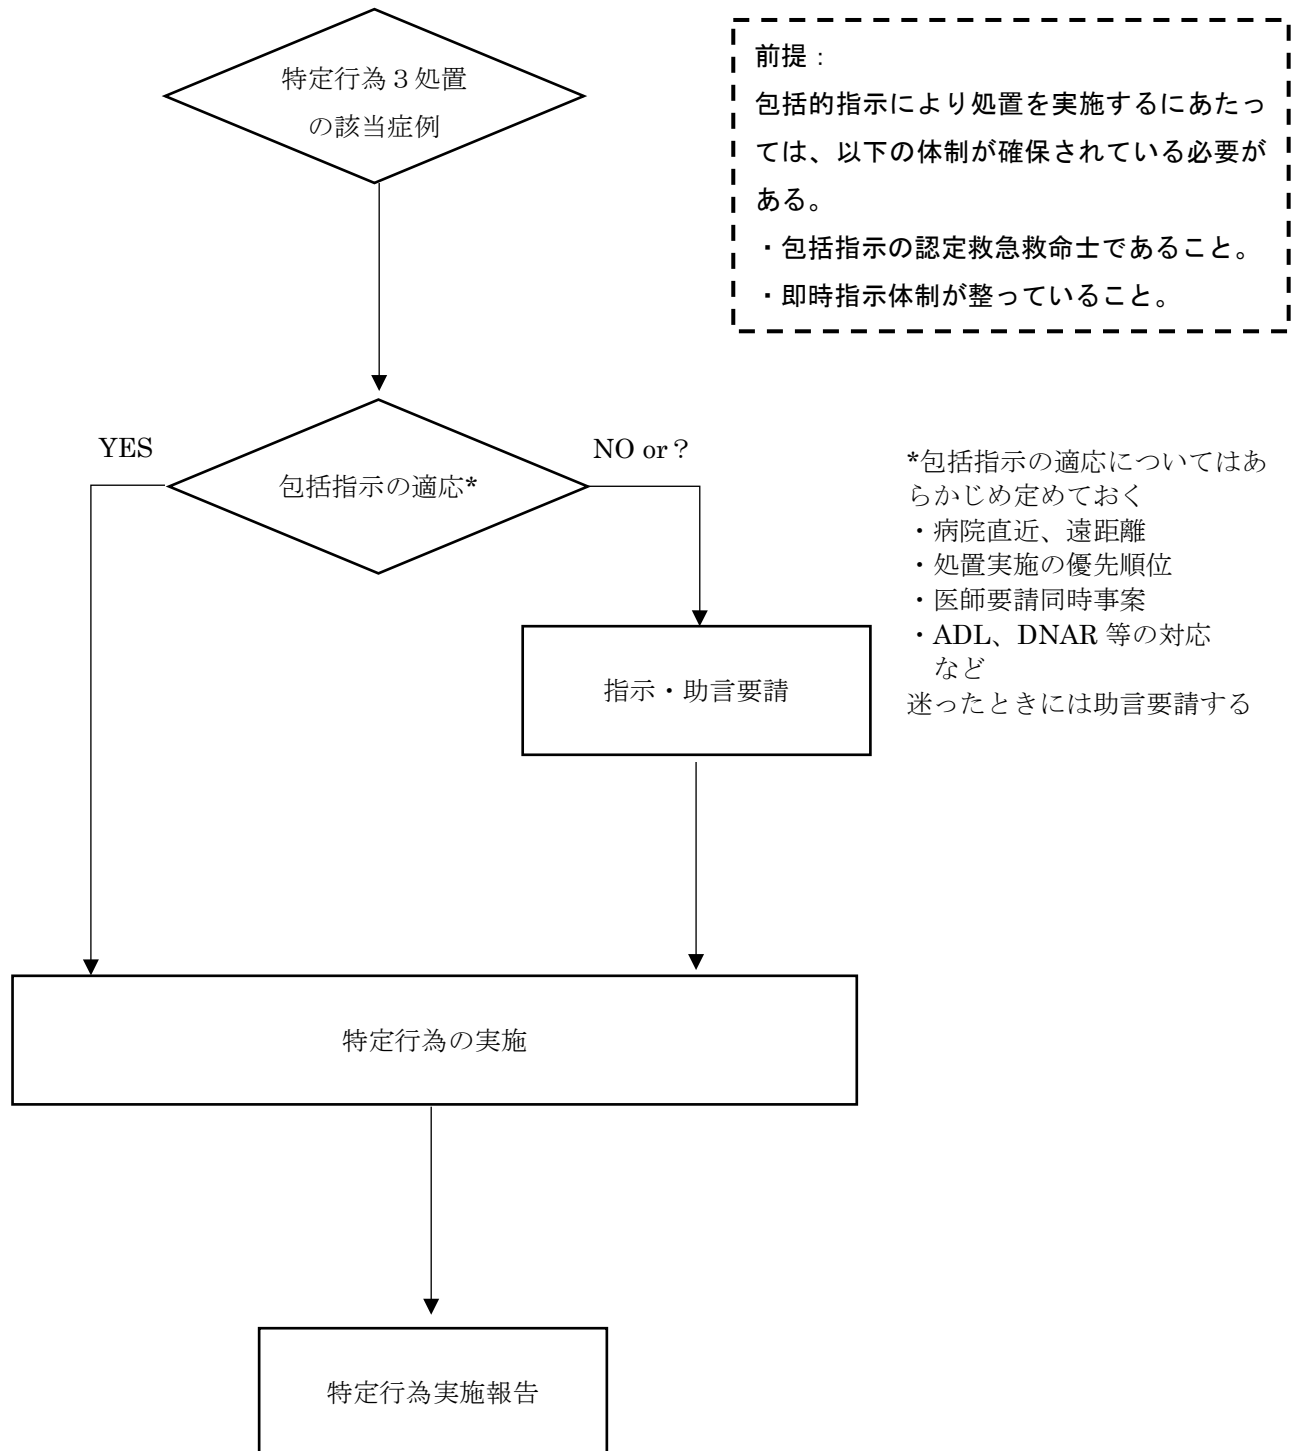 特定行為３処置
の該当症例
前提：
包括的指示により処置を実施するにあたっ
ては、以下の体制が確保されている必要が
ある。
・包括指示の認定救急救命士であること。
・即時指示体制が整っていること。
YES
包括指示の適応*
NO or？
*包括指示の適応についてはあ
らかじめ定めておく
・病院直近、遠距離
・処置実施の優先順位
・医師要請同時事案
・ADL、DNAR 等の対応
など
迷ったときには助言要請する
指示・助言要請
特定行為の実施
特定行為実施報告